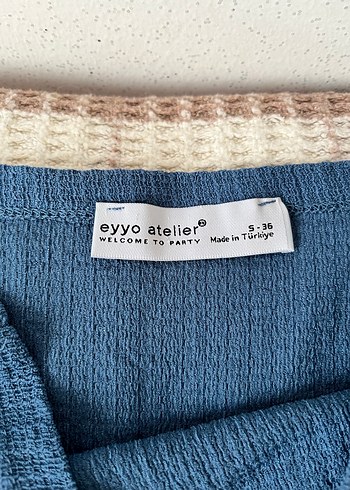 eyyo atelier
WELCOME TO PARTY
S - 36
Made in Türkiye